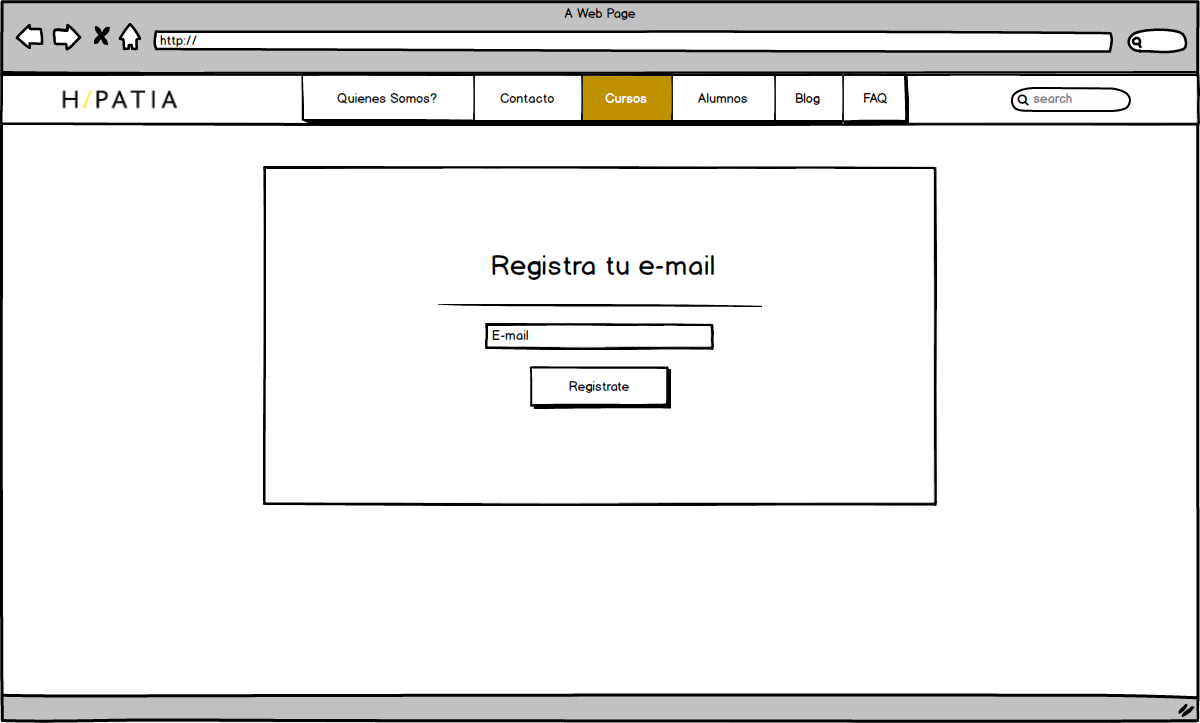 A Web Page
http://
H/PATIA
Quienes Somos?
Contacto
Cursos
Alumnos
Blog
FAQ
search
Registra tu e-mail
E-mail
Registrate